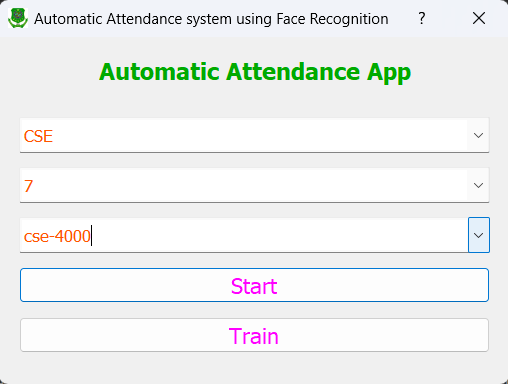 Automatic Attendance system using Face Recognition
?
Automatic Attendance App
CSE
7
cse-4000
Start
Train